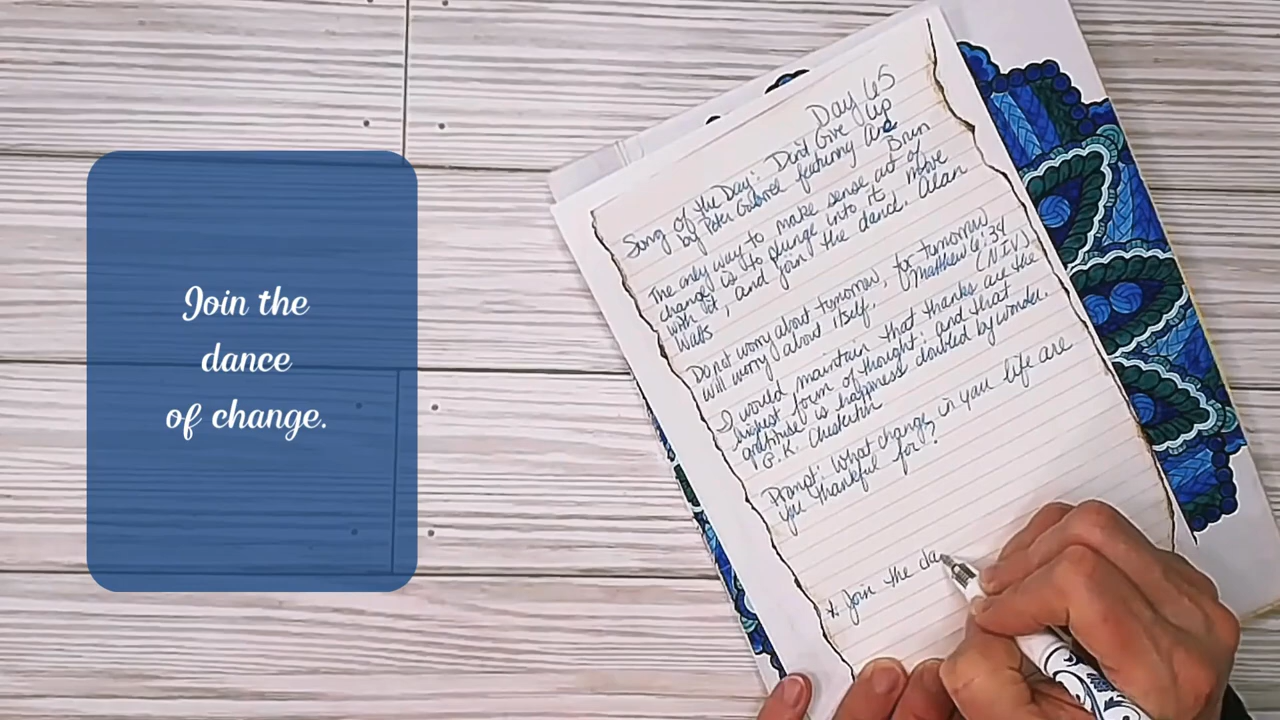 Join the
dance
of change.
Day 65
Song of the Day: Don't Give Up
by Peter Gabriel featuring Ane
Brun
The only way to make sense out of
change is to plunge into it, move
with it, and join the dance. Alan
Watts
Do not worry about tomorrow, for tomorrow
will worry about itself. Matthew 6:34
(NIV)
I would maintain that thanks are the
highest form of thought; and that
gratitude is happiness doubled by wonder.
G.K. Chesterton
Prompt: What changes in your life are
you thankful for?
*. Join the da